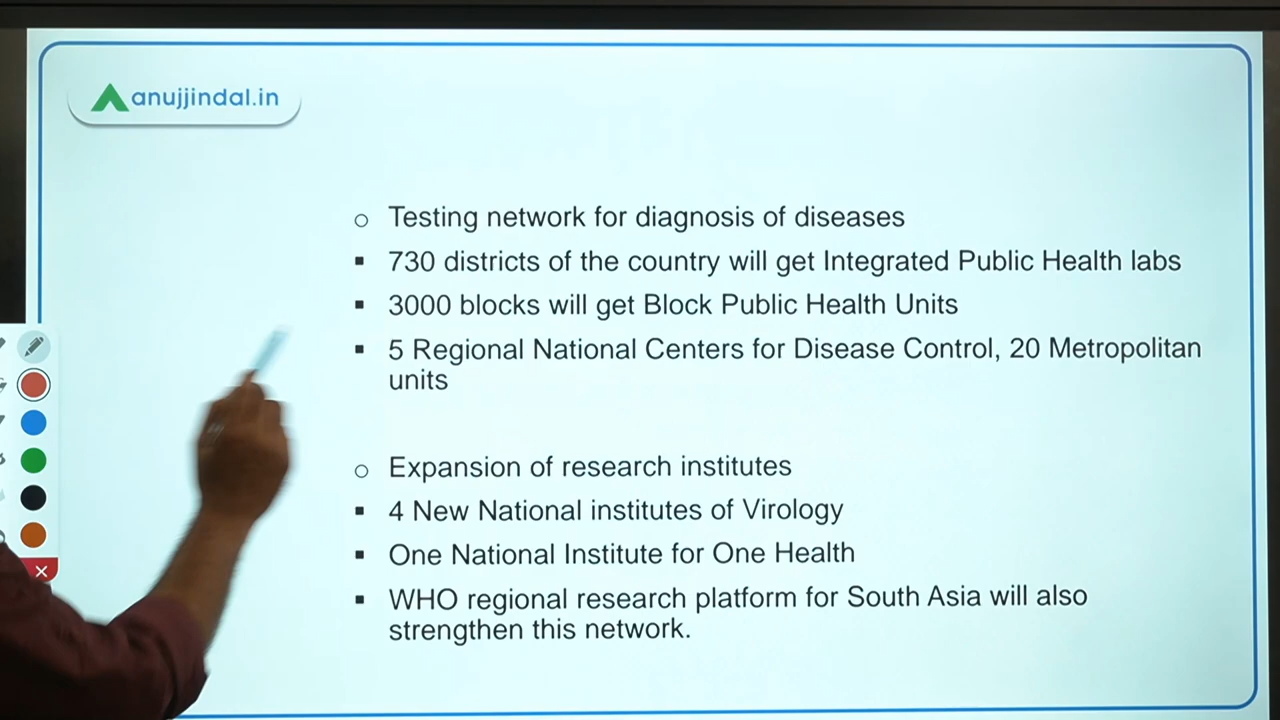 anujjindal.in
Testing network for diagnosis of diseases
730 districts of the country will get Integrated Public Health labs
3000 blocks will get Block Public Health Units
5 Regional National Centers for Disease Control, 20 Metropolitan
units
Expansion of research institutes
4 New National institutes of Virology
One National Institute for One Health
WHO regional research platform for South Asia will also
strengthen this network.